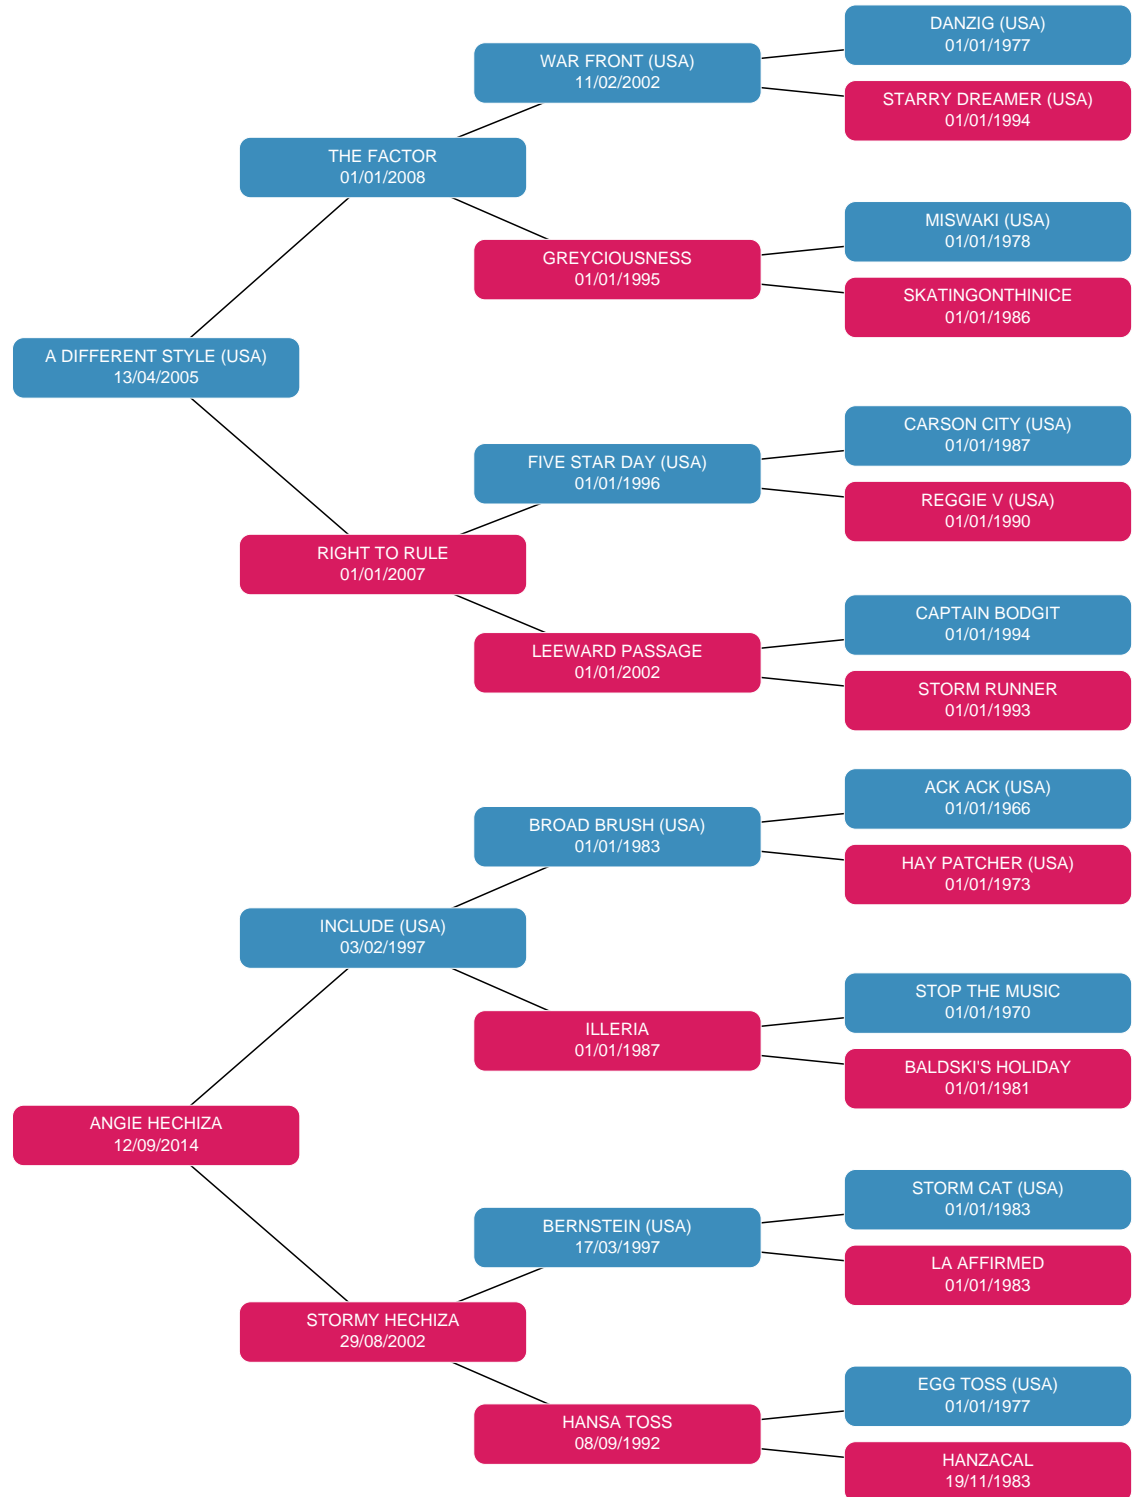 DANZIG (USA)
01/01/1977
WAR FRONT (USA)
11/02/2002
STARRY DREAMER (USA)
01/01/1994
THE FACTOR
01/01/2008
MISWAKI (USA)
01/01/1978
GREYCIOUSNESS
01/01/1995
SKATINGONTHINICE
01/01/1986
A DIFFERENT STYLE (USA)
13/04/2005
CARSON CITY (USA)
01/01/1987
FIVE STAR DAY (USA)
01/01/1996
REGGIE V (USA)
01/01/1990
RIGHT TO RULE
01/01/2007
CAPTAIN BODGIT
01/01/1994
LEEWARD PASSAGE
01/01/2002
STORM RUNNER
01/01/1993
ACK ACK (USA)
01/01/1966
BROAD BRUSH (USA)
01/01/1983
HAY PATCHER (USA)
01/01/1973
INCLUDE (USA)
03/02/1997
STOP THE MUSIC
01/01/1970
ILLERIA
01/01/1987
BALDSKI'S HOLIDAY
01/01/1981
ANGIE HECHIZA
12/09/2014
STORM CAT (USA)
01/01/1983
BERNSTEIN (USA)
17/03/1997
LA AFFIRMED
01/01/1983
STORMY HECHIZA
29/08/2002
EGG TOSS (USA)
01/01/1977
HANSA TOSS
08/09/1992
HANZACAL
19/11/1983